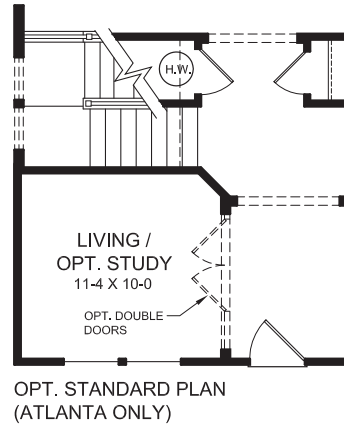 H.W.
LIVING /
OPT. STUDY
11-4 X 10-0
OPT. DOUBLE
DOORS
OPT. STANDARD PLAN
(ATLANTA ONLY)